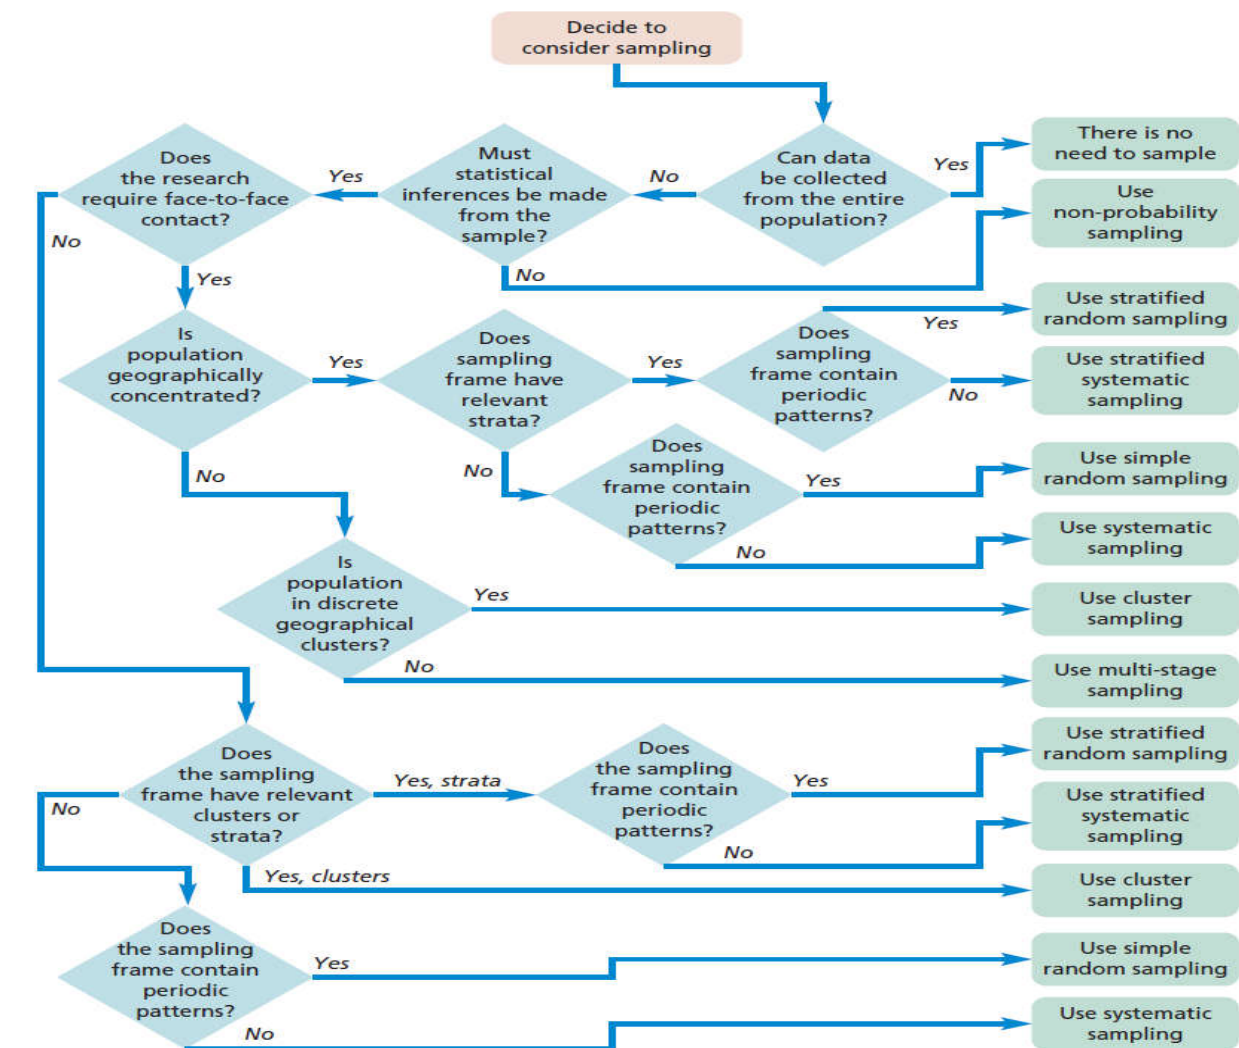 Decide to
consider sampling
Does
the research
require face-to-face
contact?
Yes
Must
statistical
inferences be made
from the
sample?
No
Can data
be collected
from the entire
population?
Yes
There is no
need to sample
Use
non-probability
sampling
No
No
Yes
Is
population
geographically
concentrated?
Yes
Does
sampling
frame have
relevant
strata?
Yes
Does
sampling
frame contain
periodic
patterns?
Yes
No
Use stratified
random sampling
Use stratified
systematic
sampling
No
No
Does
sampling
frame contain
periodic
patterns?
Yes
No
Use simple
random sampling
Use systematic
sampling
Is
population
in discrete
geographical
clusters?
Yes
No
Use cluster
sampling
Use multi-stage
sampling
Does
the sampling
frame have relevant
clusters or
strata?
Yes, strata
No
Yes, clusters
Does
the sampling
frame contain
periodic
patterns?
Yes
No
Use stratified
random sampling
Use stratified
systematic
sampling
Use cluster
sampling
Does
the sampling
frame contain
periodic
patterns?
Yes
No
Use simple
random sampling
Use systematic
sampling